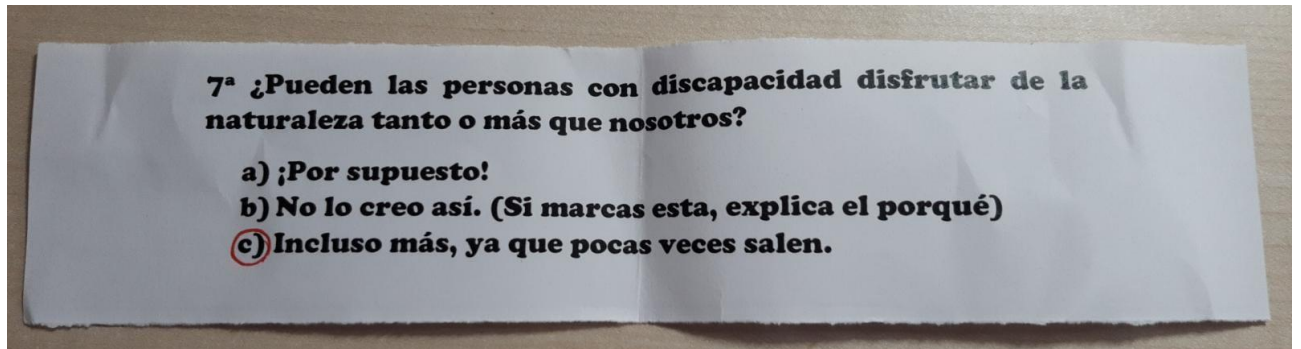 7ª ¿Pueden las personas con discapacidad disfrutar de la
naturaleza tanto o más que nosotros?
a) ¡Por supuesto!
b) No lo creo así. (Si marcas esta, explica el porqué)
c) Incluso más, ya que pocas veces salen.